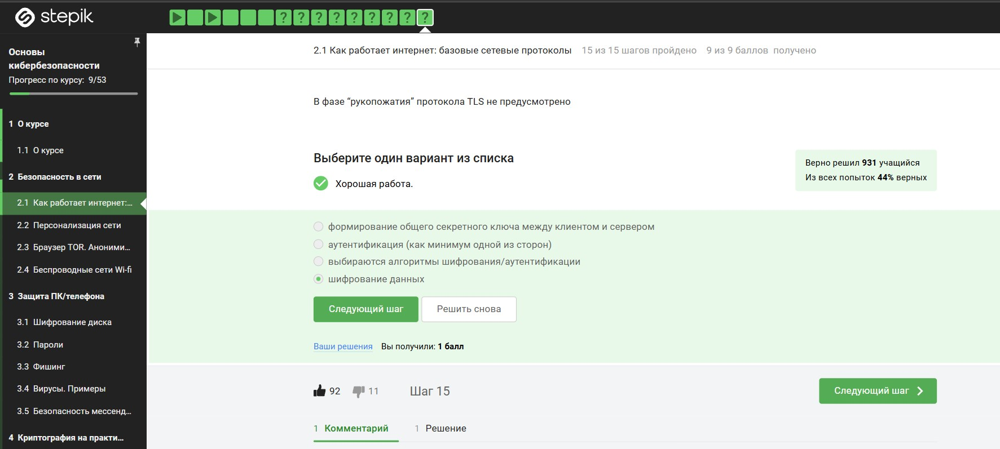 stepik
? ? ? ? ? ? ? ? ?
Основы
кибербезопасности
Прогресс по курсу: 9/53
1 О курсе
1.1 О курсе
2 Безопасность в сети
2.1 Как работает интернет:...
2.2 Персонализация сети
2.3 Браузер TOR. Аноними...
2.4 Беспроводные сети Wi-fi
3 Защита ПК/телефона
3.1 Шифрование диска
3.2 Пароли
3.3 Фишинг
3.4 Вирусы. Примеры
3.5 Безопасность мессенд...
4 Криптография на практи...
2.1 Как работает интернет: базовые сетевые протоколы 15 из 15 шагов пройдено 9 из 9 баллов получено
В фазе “рукопожатия” протокола TLS не предусмотрено
Выберите один вариант из списка
Хорошая работа.
Верно решил 931 учащийся
Из всех попыток 44% верных
формирование общего секретного ключа между клиентом и сервером
аутентификация (как минимум одной из сторон)
выбираются алгоритмы шифрования/аутентификации
шифрование данных
Следующий шаг Решить снова
Ваши решения Вы получили: 1 балл
92 11 Шаг 15 Следующий шаг
1 Комментарий 1 Решение